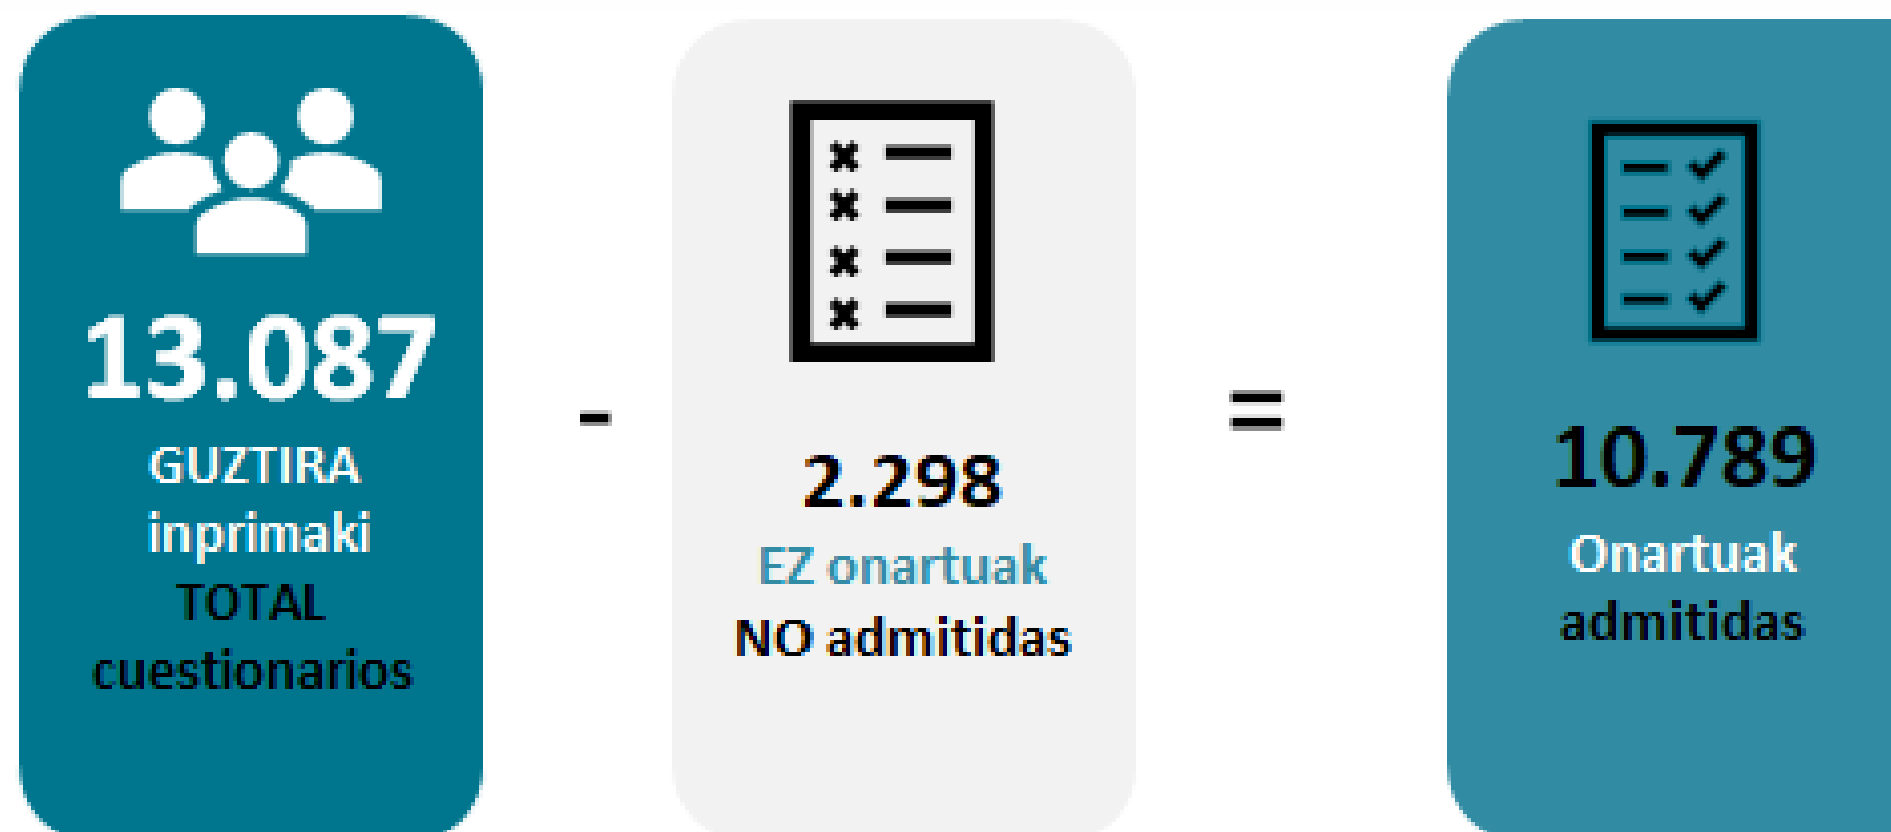 13.087
GUZTIRA
inprimaki
TOTAL
cuestionarios
-
2.298
EZ onartuak
NO admitidas
=
10.789
Onartuak
admitidas